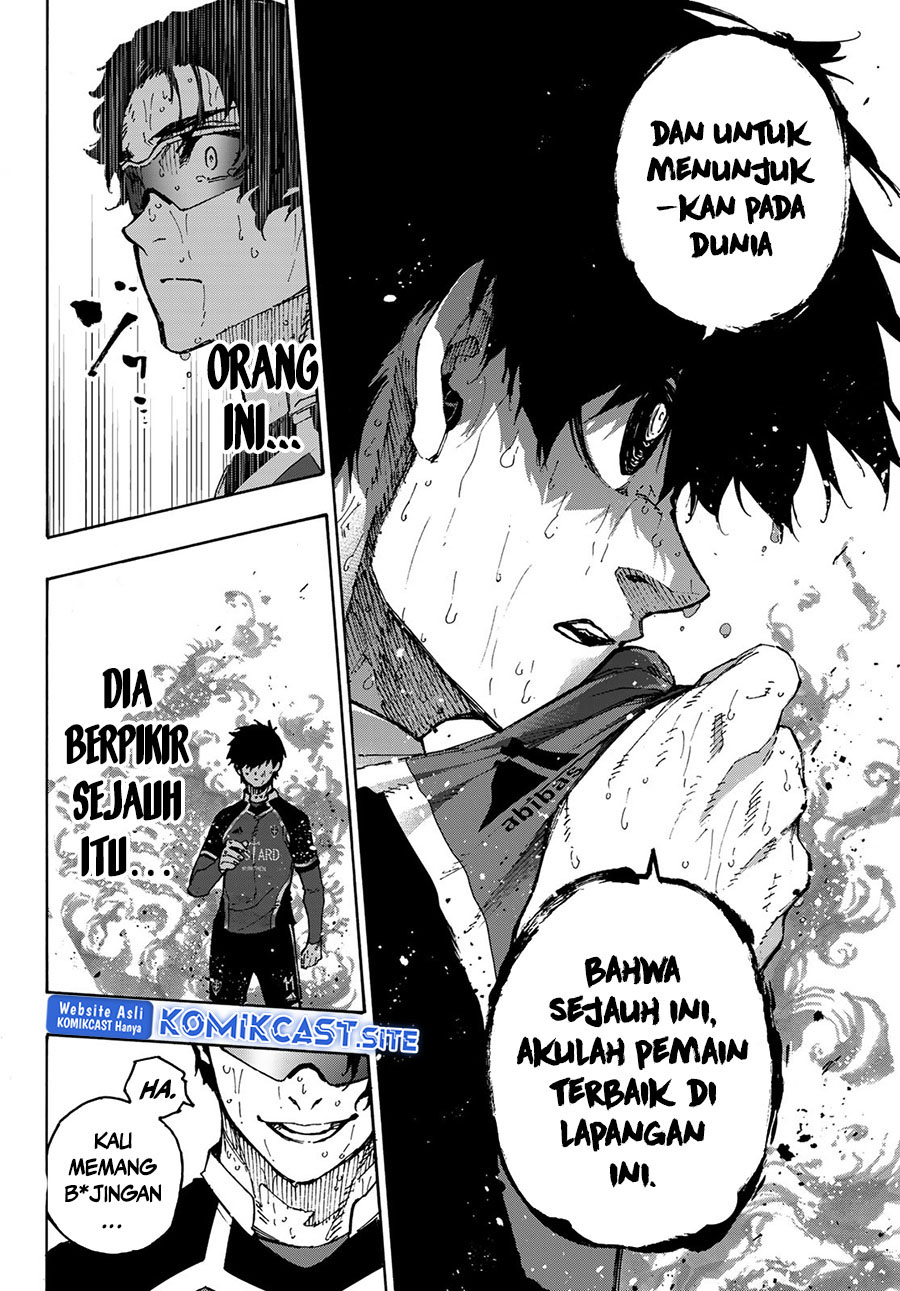 DAN UNTUK
MENUNJUK
-KAN PADA
DUNIA
abibas
BAHWA
SEJAUH INI,
AKULAH PEMAIN
TERBAIK DI
LAPANGAN
INI.
ORANG
INI...
DIA
BERPIKIR
SEJAUH
ITU...
11
Website Asli
KOMIKCAST Hanya
KOMIKCAST.SITE
HA.
KAU
MEMANG
B*JINGAN
...